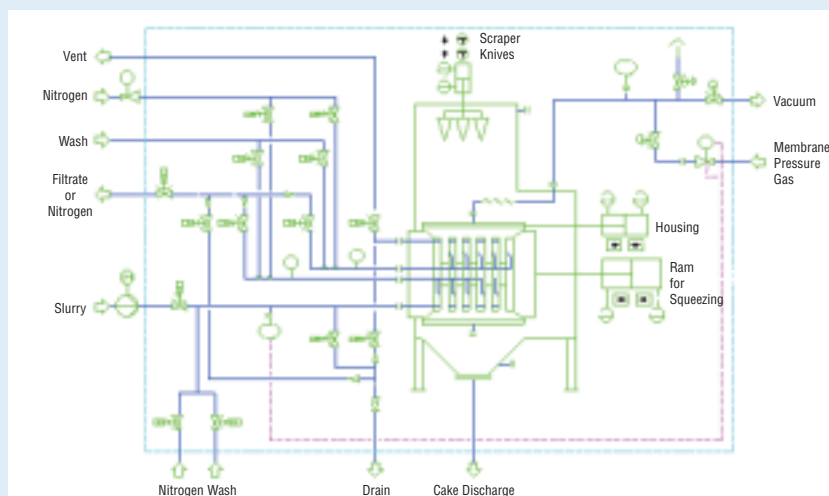 Scraper
Knives
Vent
Nitrogen
Vacuum
Wash
Membrane
Pressure
Gas
Filtrate
or
Nitrogen
Housing
Ram
for
Squeezing
Slurry
Nitrogen Wash
Drain
Cake Discharge